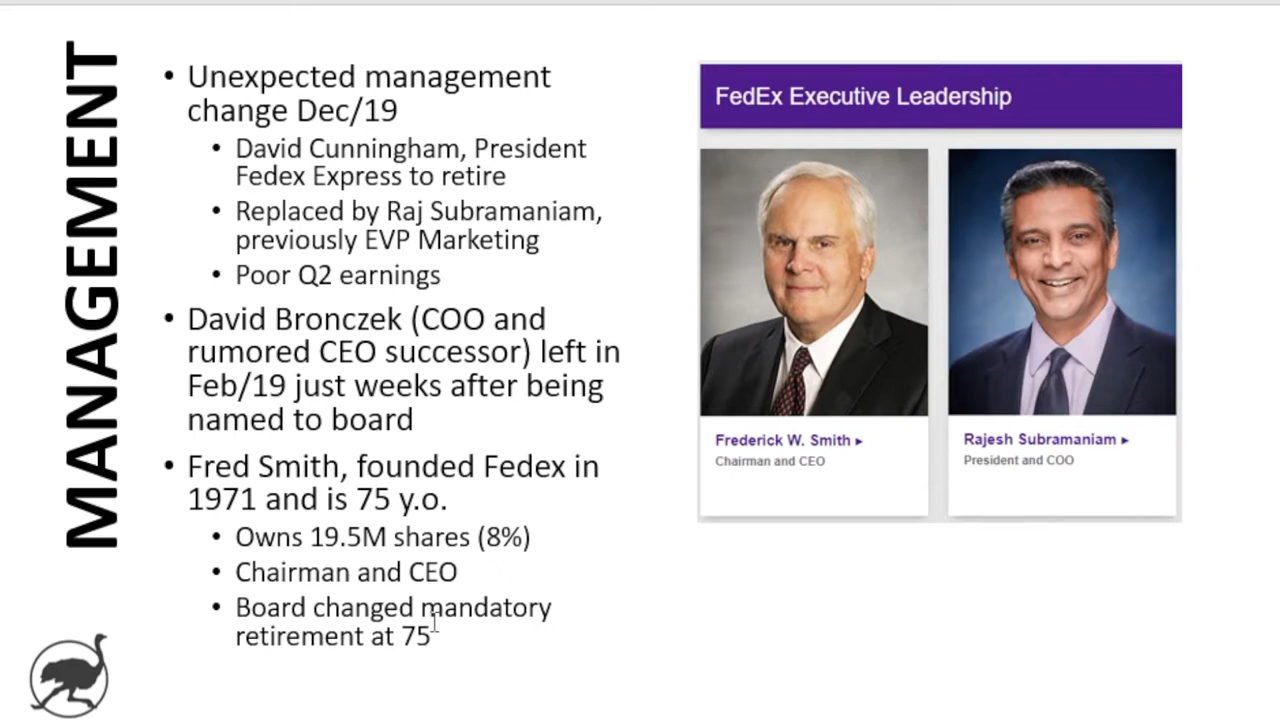 MANAGEMENT
• Unexpected management
change Dec/19
• David Cunningham, President
Fedex Express to retire
• Replaced by Raj Subramaniam,
previously EVP Marketing
• Poor Q2 earnings
• David Bronczek (COO and
rumored CEO successor) left in
Feb/19 just weeks after being
named to board
• Fred Smith, founded Fedex in
1971 and is 75 y.o.
• Owns 19.5M shares (8%)
• Chairman and CEO
• Board changed mandatory
retirement at 75
FedEx Executive Leadership
Frederick W. Smith ▸
Chairman and CEO
Rajesh Subramaniam ▸
President and COO